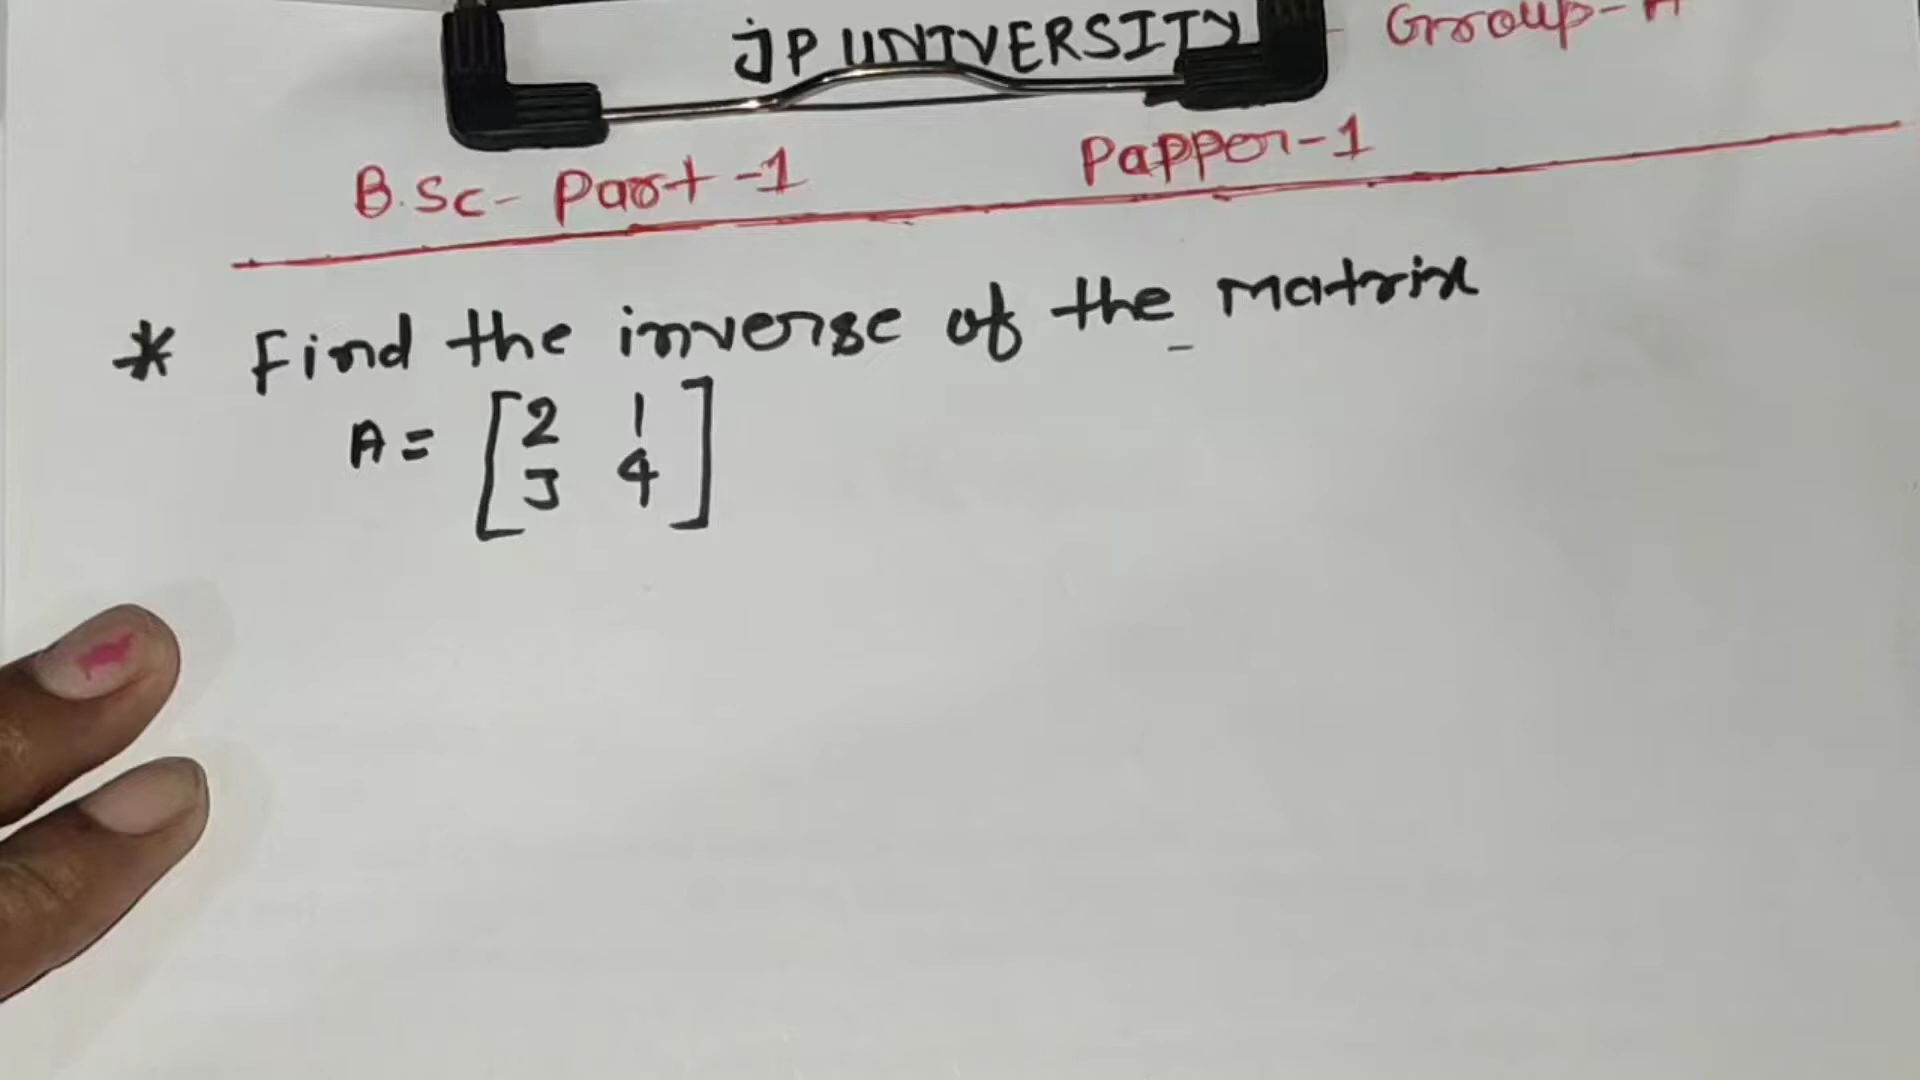 JP UNIVERSITY
Group-A
B.Sc- Part-1 Papper-1
* Find the inverse of the Matrix
A = [2 1
3 4]